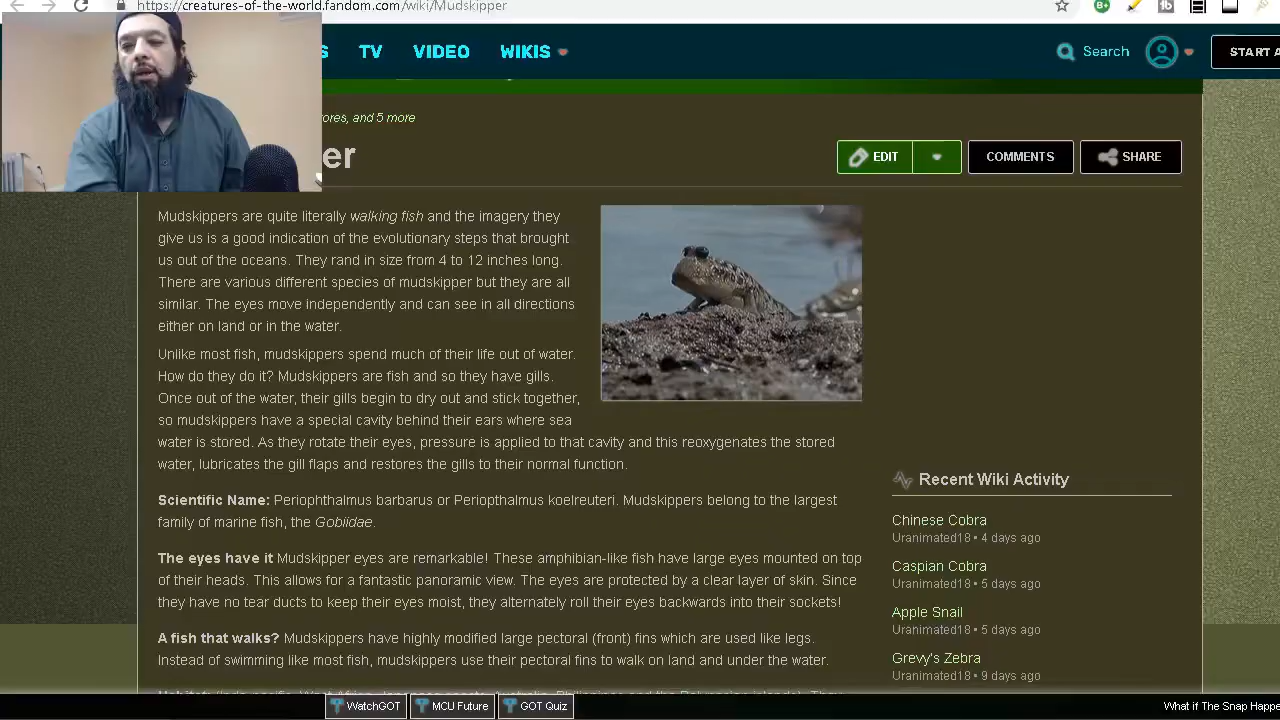 https://creatures-of-the-world.fandom.com/wiki/Mudskipper
S TV VIDEO WIKIS Search START A
ores, and 5 more
er EDIT COMMENTS SHARE
Mudskippers are quite literally walking fish and the imagery they
give us is a good indication of the evolutionary steps that brought
us out of the oceans. They rand in size from 4 to 12 inches long.
There are various different species of mudskipper but they are all
similar. The eyes move independently and can see in all directions
either on land or in the water.
Unlike most fish, mudskippers spend much of their life out of water.
How do they do it? Mudskippers are fish and so they have gills.
Once out of the water, their gills begin to dry out and stick together,
so mudskippers have a special cavity behind their ears where sea
water is stored. As they rotate their eyes, pressure is applied to that cavity and this reoxygenates the stored
water, lubricates the gill flaps and restores the gills to their normal function.
Scientific Name: Periophthalmus barbarus or Periopthalmus koelreuteri. Mudskippers belong to the largest
family of marine fish, the Gobiidae.
The eyes have it Mudskipper eyes are remarkable! These amphibian-like fish have large eyes mounted on top
of their heads. This allows for a fantastic panoramic view. The eyes are protected by a clear layer of skin. Since
they have no tear ducts to keep their eyes moist, they alternately roll their eyes backwards into their sockets!
A fish that walks? Mudskippers have highly modified large pectoral (front) fins which are used like legs.
Instead of swimming like most fish, mudskippers use their pectoral fins to walk on land and under the water.
Recent Wiki Activity
Chinese Cobra
Uranimated18 • 4 days ago
Caspian Cobra
Uranimated18 • 5 days ago
Apple Snail
Uranimated18 • 5 days ago
Grevy's Zebra
Uranimated18 • 9 days ago
WatchGOT MCU Future GOT Quiz What if The Snap Happe